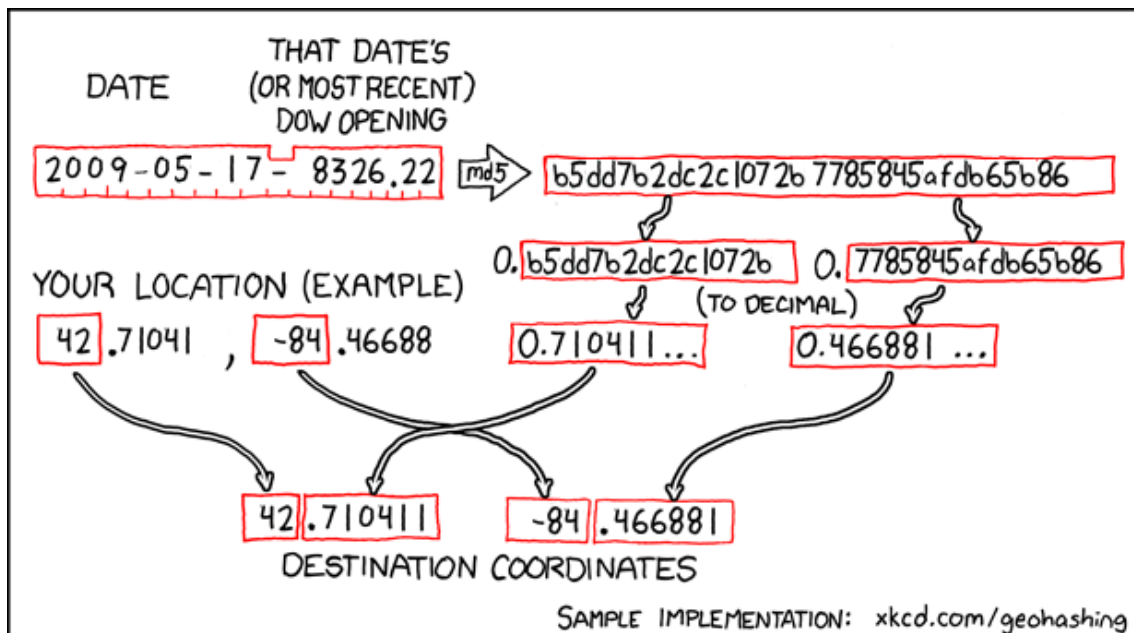 DATE
THAT DATE'S
(OR MOST RECENT)
DOW OPENING
2009-05-17-8326.22
md5
b5dd7b2dc2c1072b7785845afdb65b86
0.b5dd7b2dc2c1072b
0.7785845afdb65b86
YOUR LOCATION (EXAMPLE)
(TO DECIMAL)
42.71041, -84.46688
0.710411...
0.466881...
42.710411
-84.466881
DESTINATION COORDINATES
SAMPLE IMPLEMENTATION: xkcd.com/geohashing